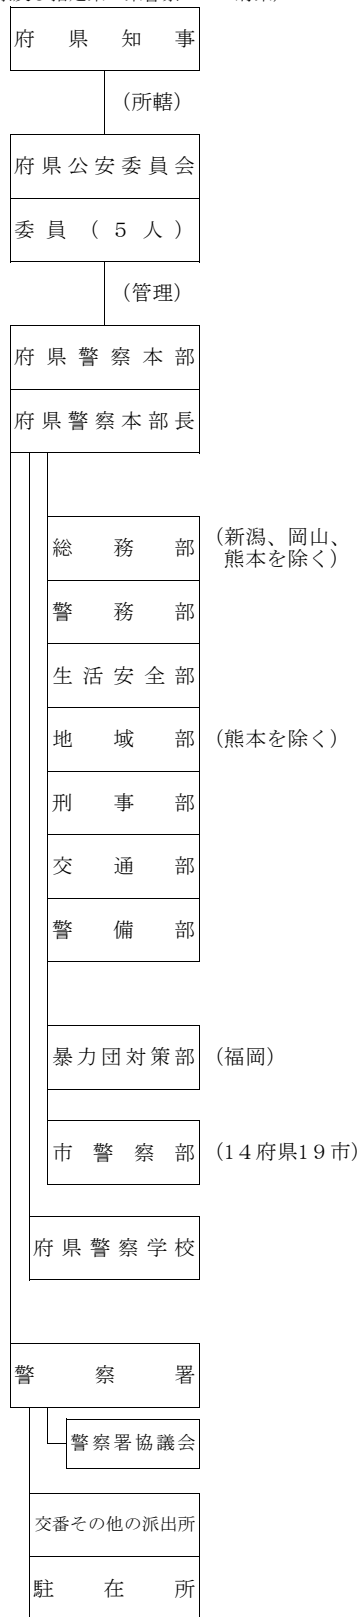 府県知事
（所轄）
府県公安委員会
委員（５人）
（管理）
府県警察本部
府県警察本部長
総務部
（新潟、岡山、
熊本を除く）
警務部
生活安全部
地域部
（熊本を除く）
刑事部
交通部
警備部
暴力団対策部
（福岡）
市警察部
（14府県19市）
府県警察学校
警察署
警察署協議会
交番その他の派出所
駐在所